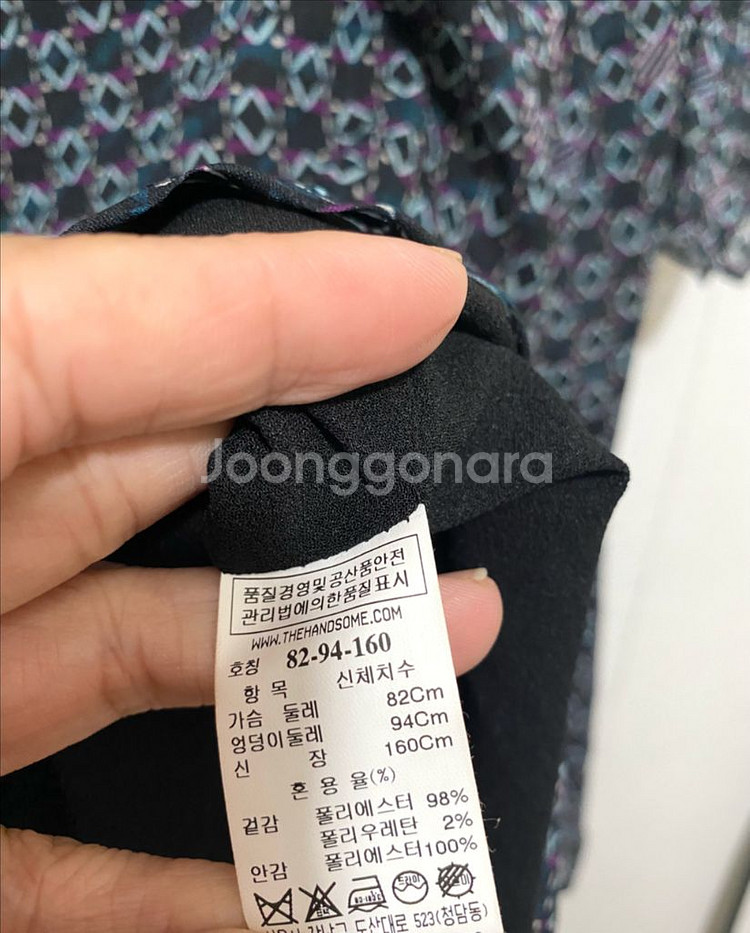 Joonggonara
품질경영및공산품안전
관리법에의한품질표시
WWW.THEHANDSOME.COM
호칭 82-94-160
항 목 신체치수
가슴 둘레 82Cm
엉덩이둘레 94Cm
신 장 160Cm
혼 용 율(%)
겉감 폴리에스터 98%
폴리우레탄 2%
안감 폴리에스터100%
드라이
도산대로 523(청담동)